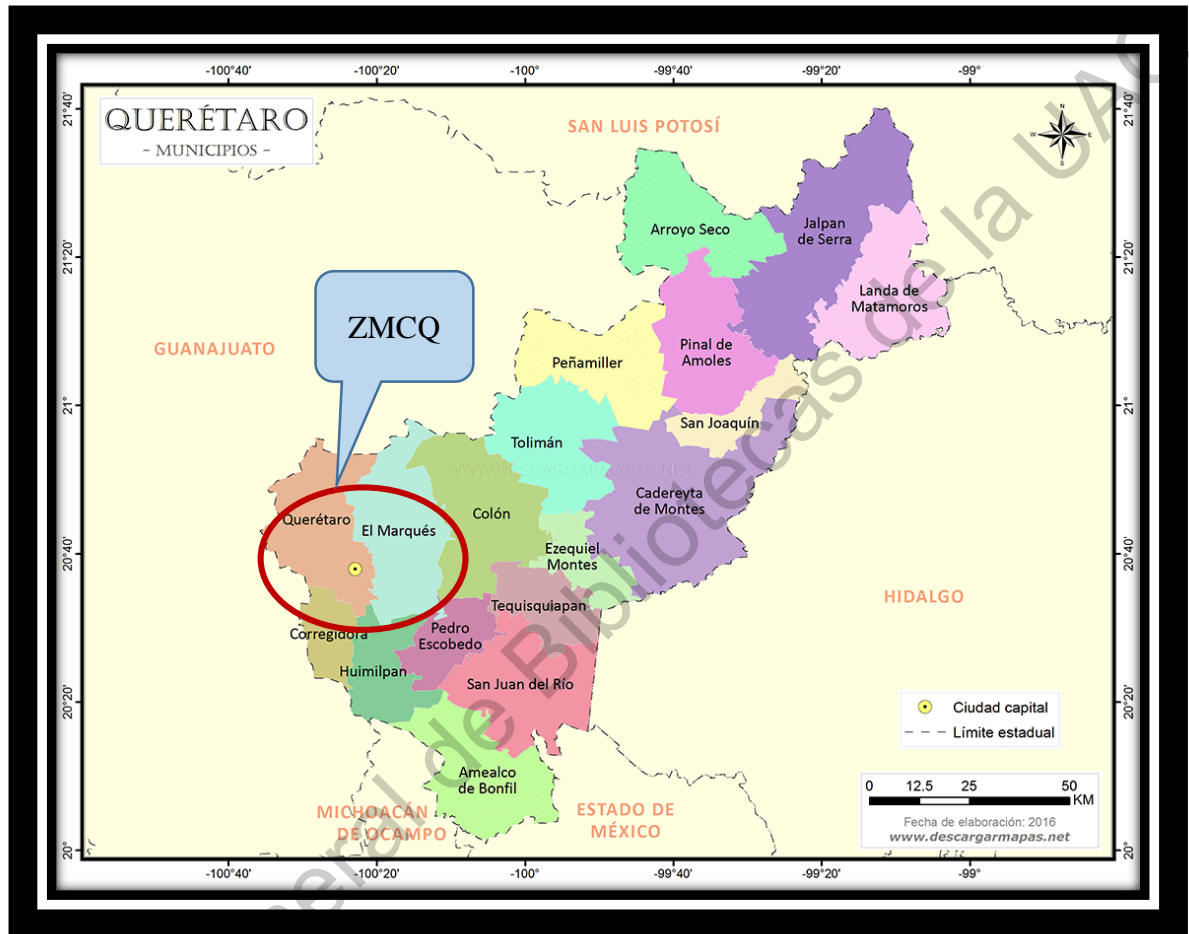 -100°40' -100°20' -100° -99°40' -99°20' -99°
21°40'
21°40'
QUERÉTARO
- MUNICIPIOS -
SAN LUIS POTOSÍ
N
W E
S
Arroyo Seco
Jalpan
de Serra
21°20'
21°20'
Landa de
Matamoros
ZMCQ
GUANAJUATO
Pinal de
Amoles
Peñamiller
21°
21°
San Joaquín
Tolimán
WWW.DESCARGARMAPAS.NET
Cadereyta
de Montes
Colón
Querétaro
El Marqués
20°40'
20°40'
Ezequiel
Montes
HIDALGO
Tequisquiapan
Corregidora
Pedro
Escobedo
Huimilpan
San Juan del Río
20°20'
20°20'
Ciudad capital
Límite estadual
Amealco
de Bonfil
0 12.5 25 50
KM
MICHOACÁN
DE OCAMPO
ESTADO DE
MÉXICO
Fecha de elaboración: 2016
www.descargarmapas.net
20°
20°
-100°40' -100°20' -100° -99°40' -99°20' -99°
eral de Bibliotecas de la UAQ